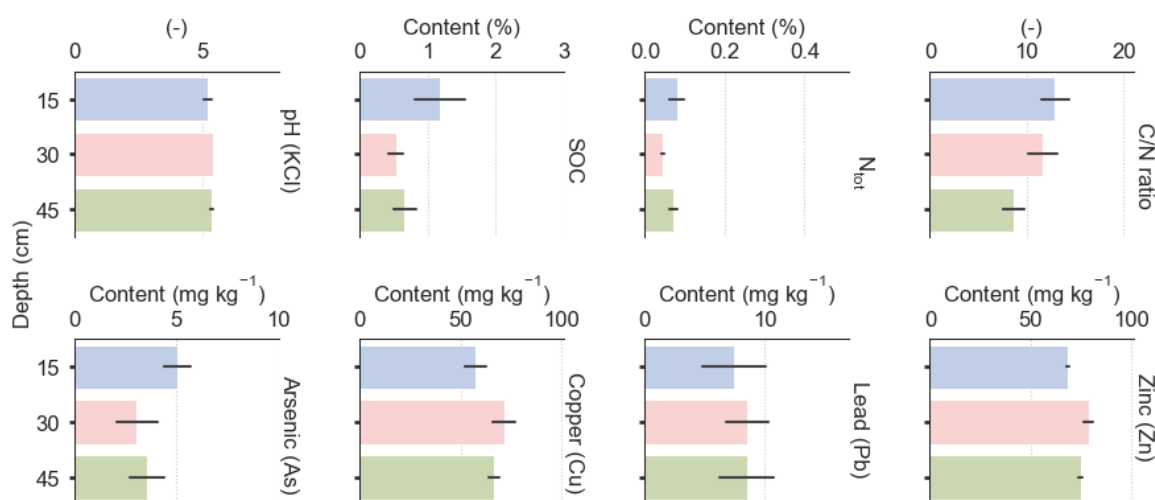 (-)
0 5
pH (KCl)
Content (%)
0 1 2 3
SOC
Content (%)
0.0 0.2 0.4
N_tot
(-)
0 10 20
C/N ratio
15
30
45
Depth (cm)
Content (mg kg⁻¹)
0 5 10
Arsenic (As)
Content (mg kg⁻¹)
0 50 100
Copper (Cu)
Content (mg kg⁻¹)
0 10
Lead (Pb)
Content (mg kg⁻¹)
0 50 100
Zinc (Zn)
15
30
45